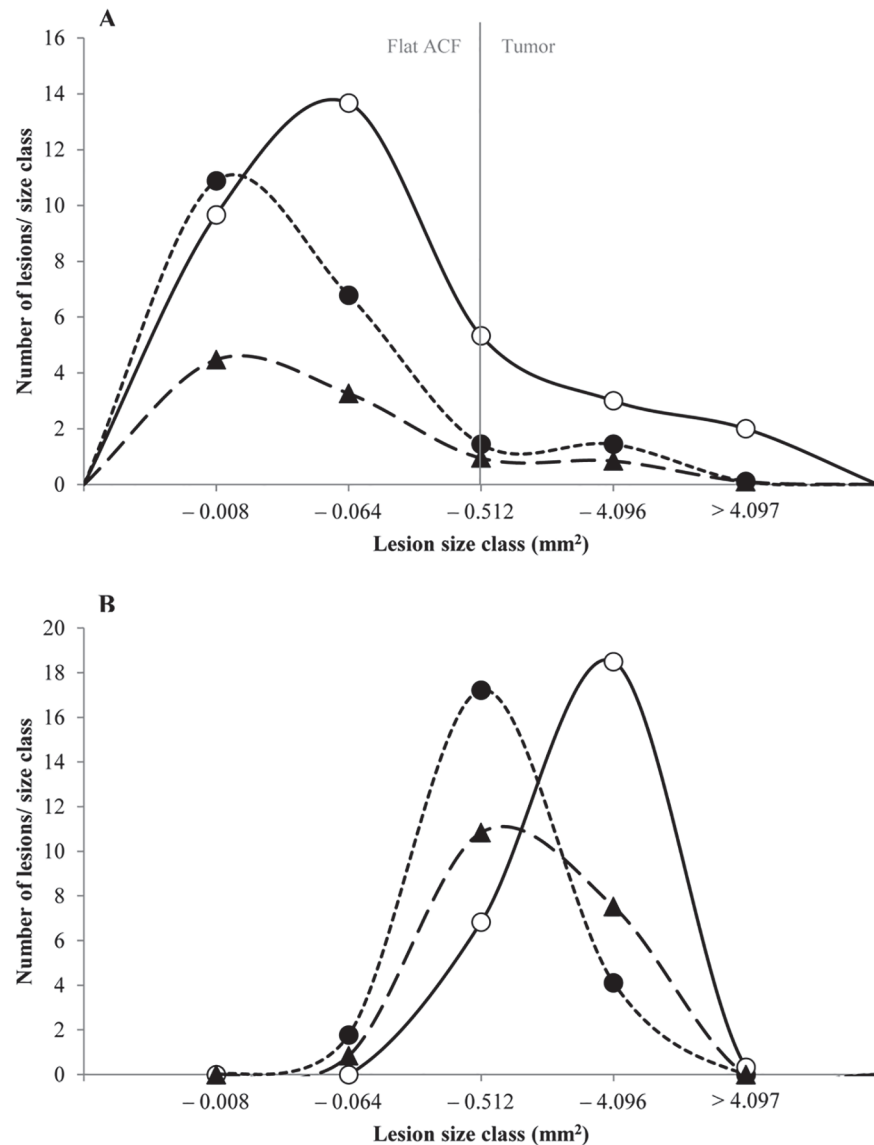 A
Flat ACF Tumor
Number of lesions/ size class
16
14
12
10
8
6
4
2
0
– 0.008 – 0.064 – 0.512 – 4.096 > 4.097
Lesion size class (mm²)
B
Number of lesions/ size class
20
18
16
14
12
10
8
6
4
2
0
– 0.008 – 0.064 – 0.512 – 4.096 > 4.097
Lesion size class (mm²)